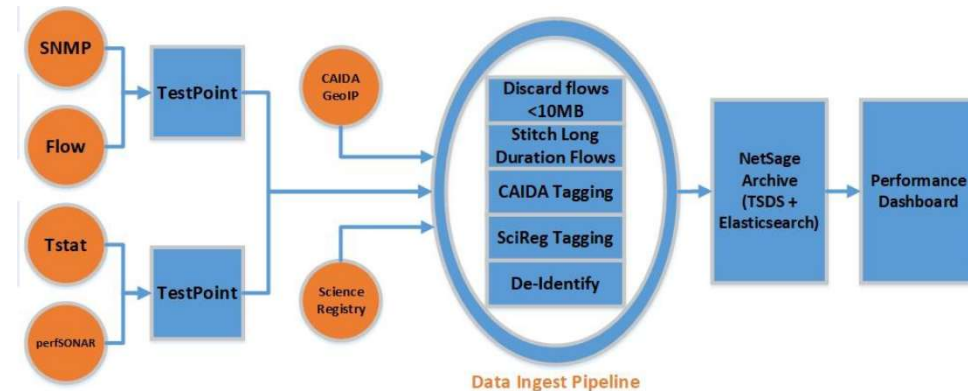 SNMP
Flow
TestPoint
Tstat
perfSONAR
TestPoint
CAIDA
GeoIP
Science
Registry
Discard flows
<10MB
Stitch Long
Duration Flows
CAIDA Tagging
SciReg Tagging
De-Identify
Data Ingest Pipeline
NetSage
Archive
(TSDS +
Elasticsearch)
Performance
Dashboard